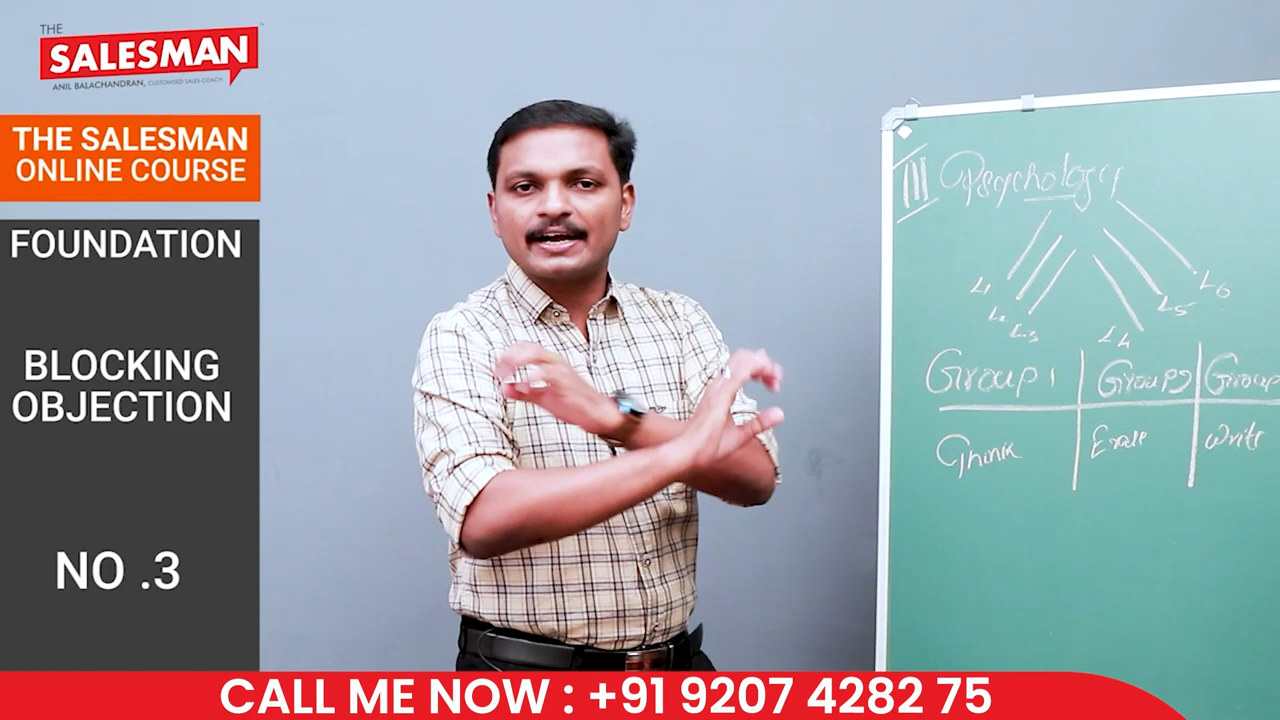 THE
SALESMAN
ANIL BALACHANDRAN, CUSTOMISED SALES COACH
THE SALESMAN
ONLINE COURSE
FOUNDATION
BLOCKING
OBJECTION
NO .3
III Psychology
L1
L2
L3
L4
L5
L6
Group 1
Group 2
Group
Think
Erase
Write
CALL ME NOW : +91 9207 4282 75